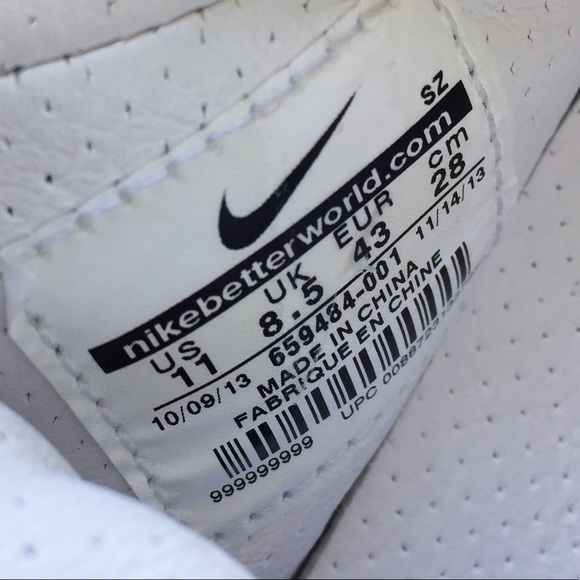 SZ
nikebetterworld.com
US UK EUR cm
11 8.5 43 28
10/09/13 659484-001 11/14/13
MADE IN CHINA
FABRIQUE EN CHINE
999999999 UPC